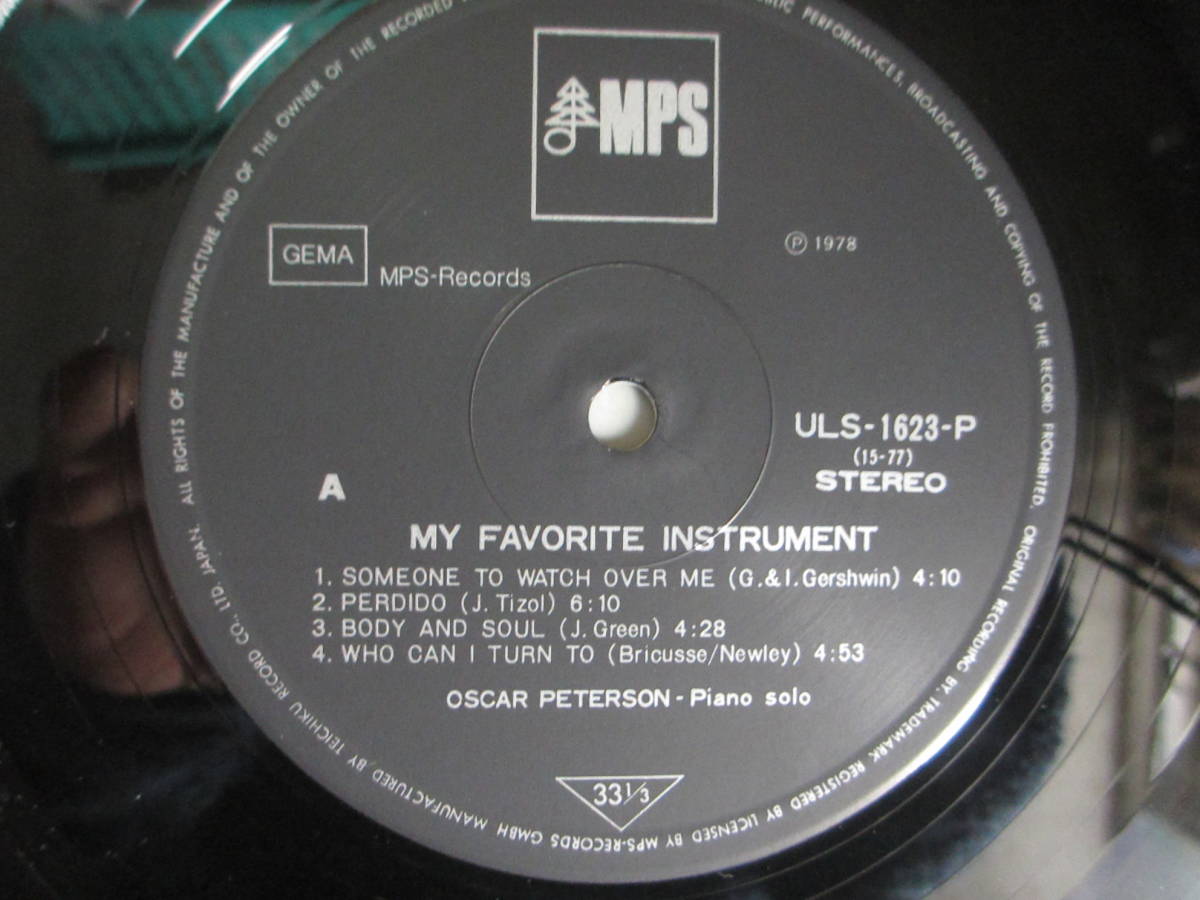 MPS
GEMA
MPS-Records
Ⓟ 1978
ULS-1623-P
(15-77)
STEREO
A
MY FAVORITE INSTRUMENT
1. SOMEONE TO WATCH OVER ME (G.&I.Gershwin) 4:10
2. PERDIDO (J. Tizol) 6:10
3. BODY AND SOUL (J. Green) 4:28
4. WHO CAN I TURN TO (Bricusse/Newley) 4:53
OSCAR PETERSON - Piano solo
33⅓
ALL RIGHTS OF THE MANUFACTURE AND OF THE OWNER OF THE RECORDED
PUBLIC PERFORMANCES, BROADCASTING AND COPYING OF THE RECORD FROHIBITED. ORIGINAL RECORDING BY, TRADEMARK REGISTERED BY LICENSED BY MPS-RECORDS GMBH MANUFACTURED BY TEICHIKU RECORD CO., LTD. JAPAN.